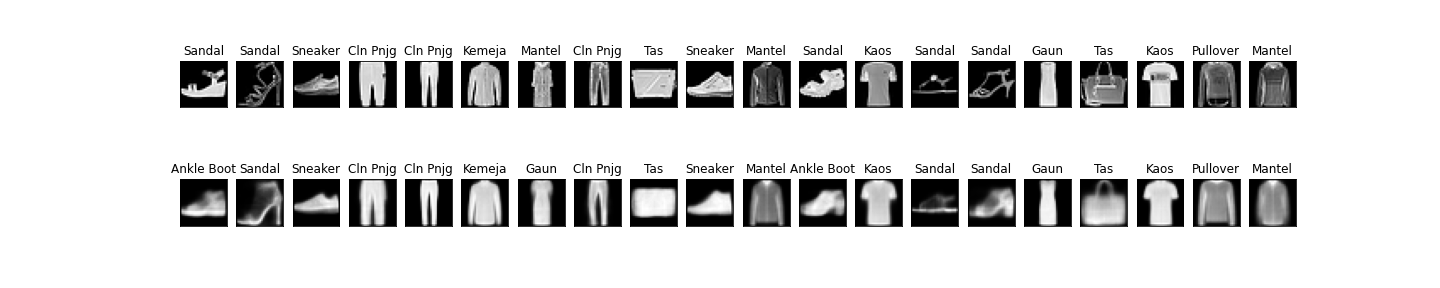 Sandal Sandal Sneaker Cln Pnjg Cln Pnjg Kemeja Mantel Cln Pnjg Tas Sneaker Mantel Sandal Kaos Sandal Sandal Gaun Tas Kaos Pullover Mantel
Ankle Boot Sandal Sneaker Cln Pnjg Cln Pnjg Kemeja Gaun Cln Pnjg Tas Sneaker Mantel Ankle Boot Kaos Sandal Sandal Gaun Tas Kaos Pullover Mantel